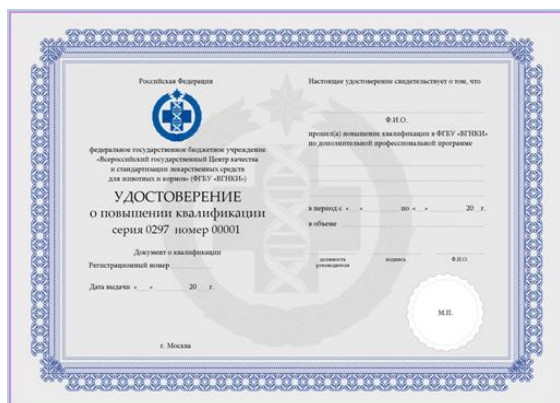 Российская Федерация
федеральное государственное бюджетное учреждение
«Всероссийский государственный Центр качества
и стандартизации лекарственных средств
для животных и кормов» (ФГБУ «ВГНКИ»)
УДОСТОВЕРЕНИЕ
о повышении квалификации
серия 0297 номер 00001
Документ о квалификации
Регистрационный номер
Дата выдачи « » 20 г.
г. Москва
Настоящее удостоверение свидетельствует о том, что
Ф.И.О.
прошел(а) повышении квалификации в ФГБУ «ВГНКИ»
по дополнительной профессиональной программе
в период с « » по « » 20 г.
в объеме
должность подпись Ф.И.О.
руководителя
М.П.